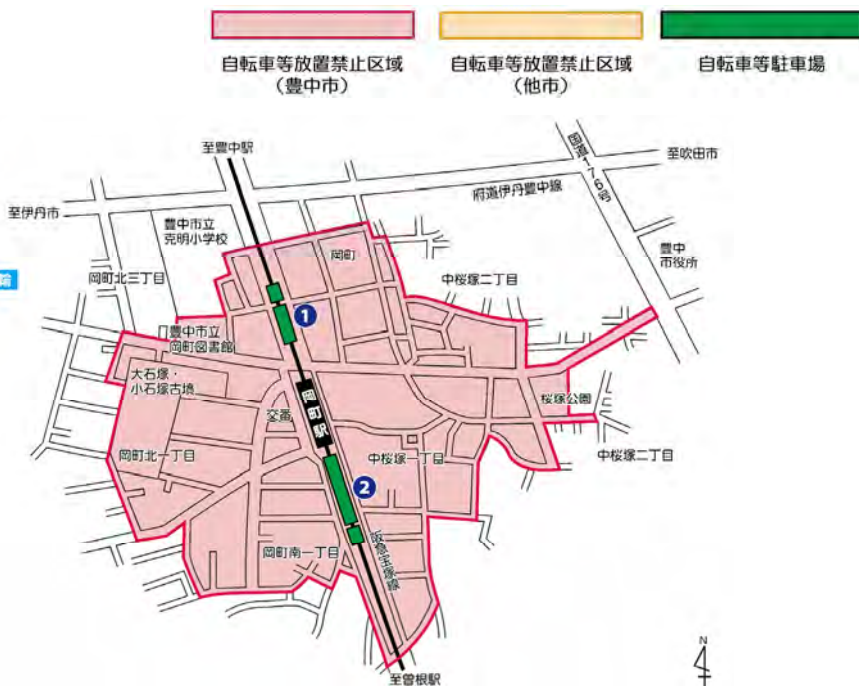 自転車等放置禁止区域
（豊中市）
自転車等放置禁止区域
（他市）
自転車等駐車場
至豊中駅
国道176号
至吹田市
府道伊丹豊中線
至伊丹市
豊中市立
克明小学校
岡町
豊中
市役所
岡町北三丁目
中桜塚二丁目
輪
1
豊中市立
岡町図書館
大石塚・
小石塚古墳
岡町駅
交番
桜塚公園
岡町北一丁目
中桜塚一丁目
中桜塚二丁目
2
岡町南一丁目
阪急宝塚線
至曽根駅
N